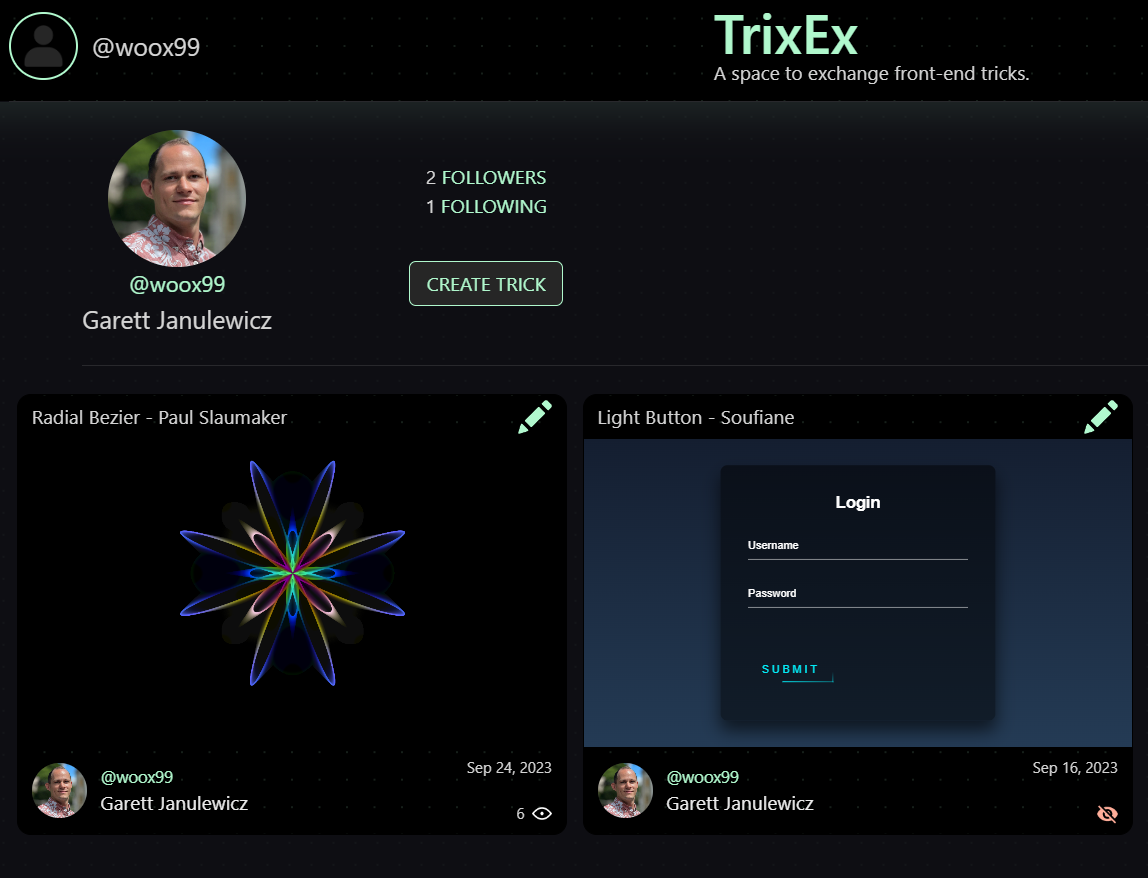 @woox99
TrixEx
A space to exchange front-end tricks.
@woox99
Garett Janulewicz
2 FOLLOWERS
1 FOLLOWING
CREATE TRICK
Radial Bezier - Paul Slaumaker
@woox99
Garett Janulewicz
Sep 24, 2023
6
Light Button - Soufiane
Login
Username
Password
SUBMIT
@woox99
Garett Janulewicz
Sep 16, 2023